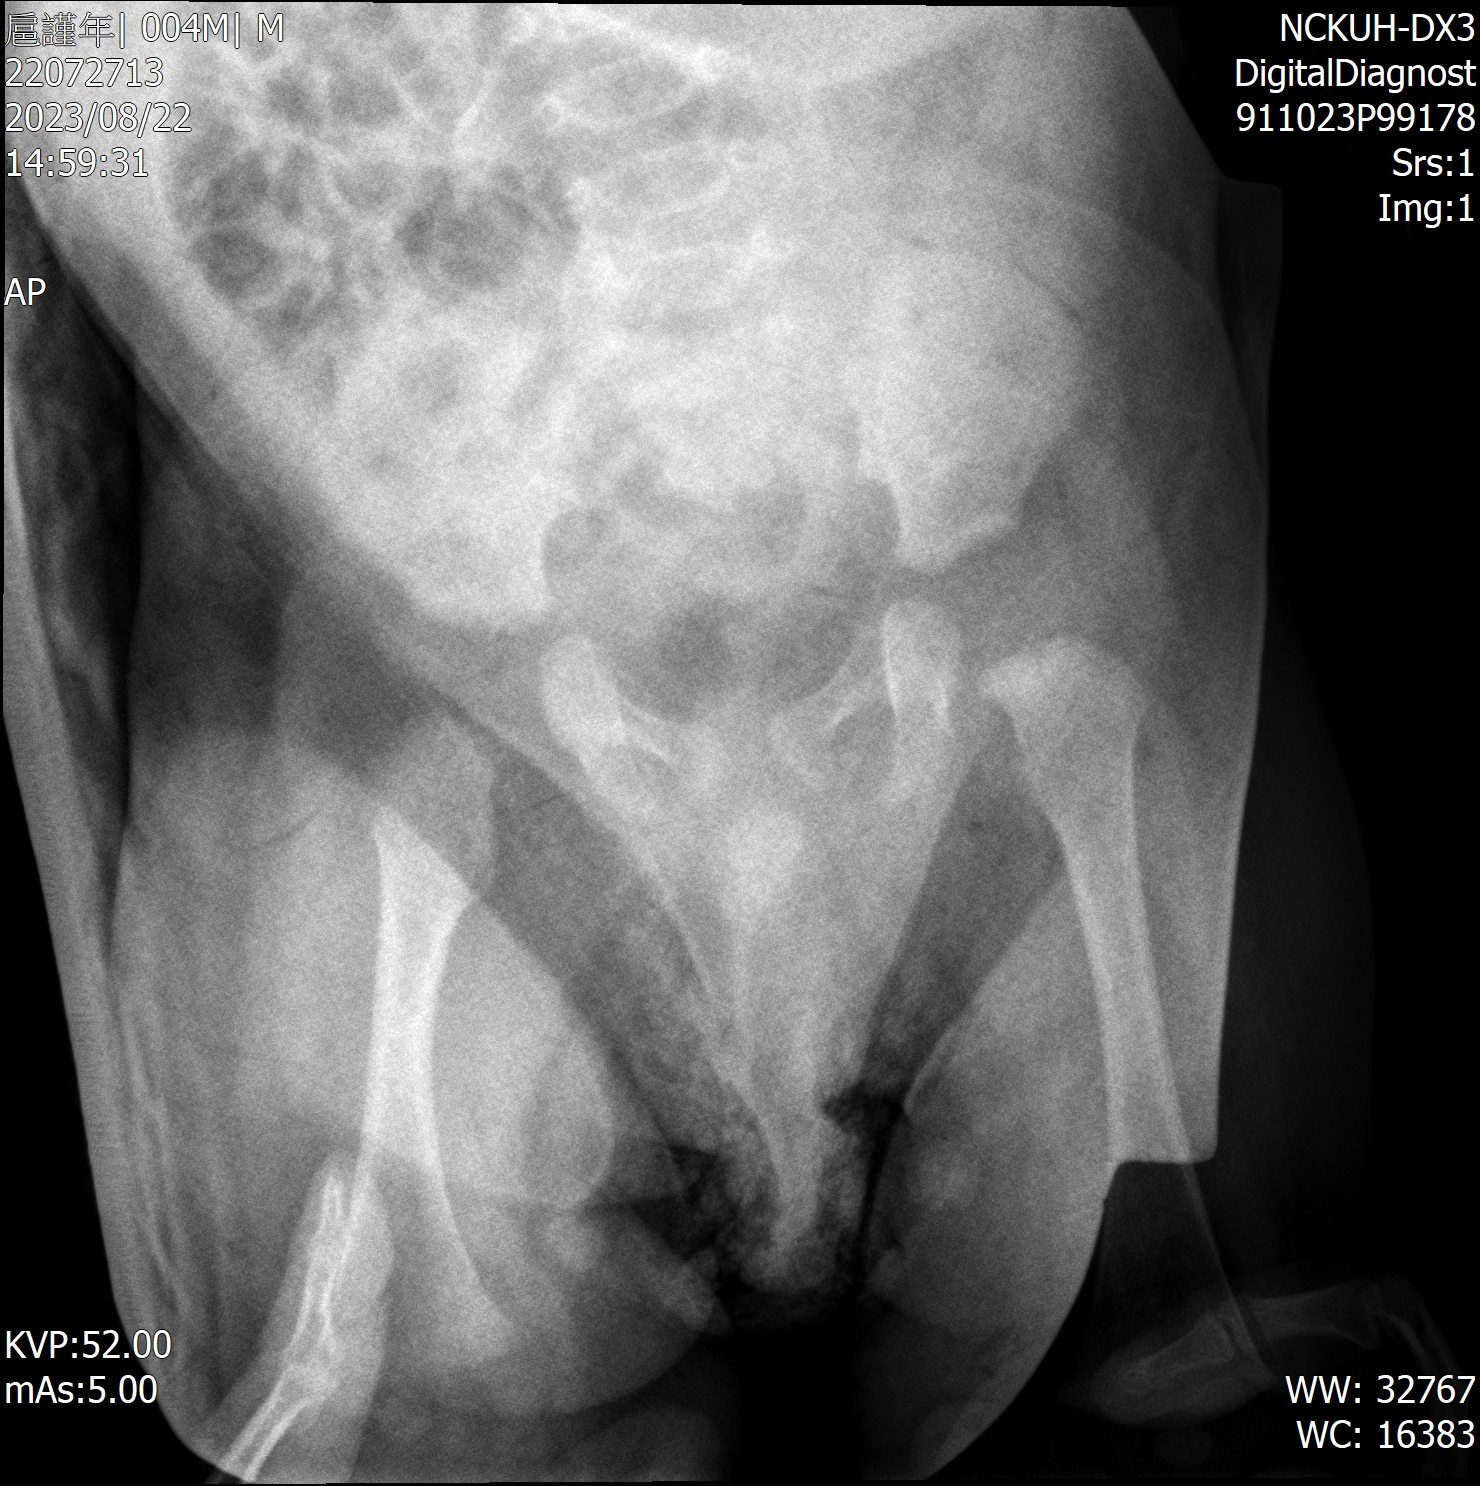 扈謹年| 004M| M
22072713
2023/08/22
14:59:31
AP
NCKUH-DX3
DigitalDiagnost
911023P99178
Srs:1
Img:1
KVP:52.00
mAs:5.00
WW: 32767
WC: 16383